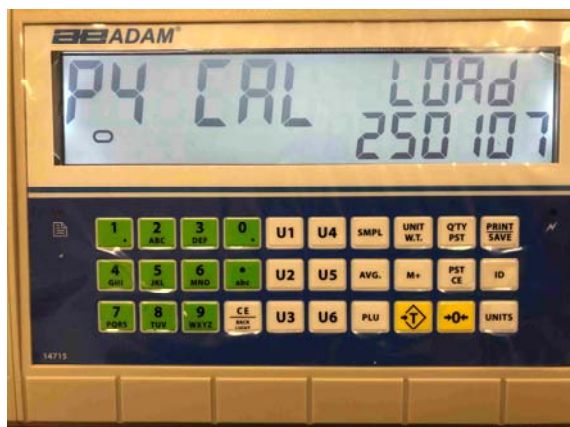 ae ADAM®
P4 CAL LOAd
250107
1 . 2 ABC 3 DEF 0 U1 U4 SMPL UNIT W.T. Q'TY PST PRINT SAVE
4 GHI 5 JKL 6 MNO • abc U2 U5 AVG. M+ PST CE ID
7 PQRS 8 TUV 9 WXYZ CE BACK LIGHT U3 U6 PLU T →0← UNITS
14715